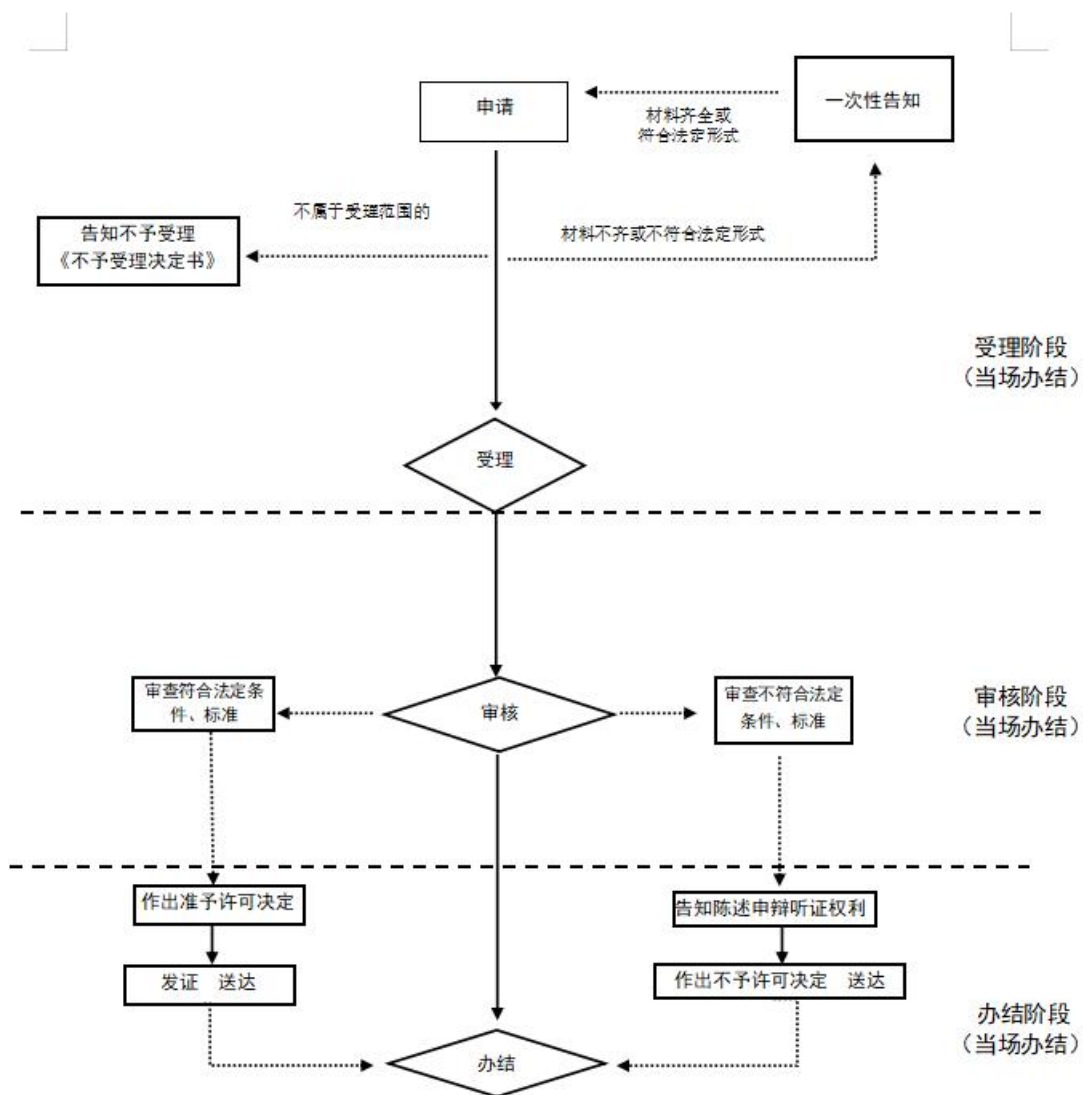 申请
一次性告知
材料齐全或
符合法定形式
不属于受理范围的
告知不予受理
《不予受理决定书》
材料不齐或不符合法定形式
受理阶段
（当场办结）
受理
审查符合法定条
件、标准
审核
审查不符合法定
条件、标准
审核阶段
（当场办结）
作出准予许可决定
告知陈述申辩听证权利
发证　送达
作出不予许可决定　送达
办结阶段
（当场办结）
办结